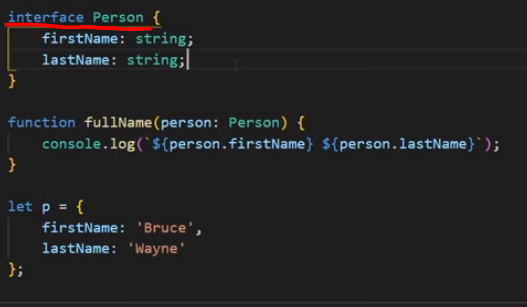 interface Person {
    firstName: string;
    lastName: string;
}
function fullName(person: Person) {
    console.log(`${person.firstName} ${person.lastName}`);
}
let p = {
    firstName: 'Bruce',
    lastName: 'Wayne'
};